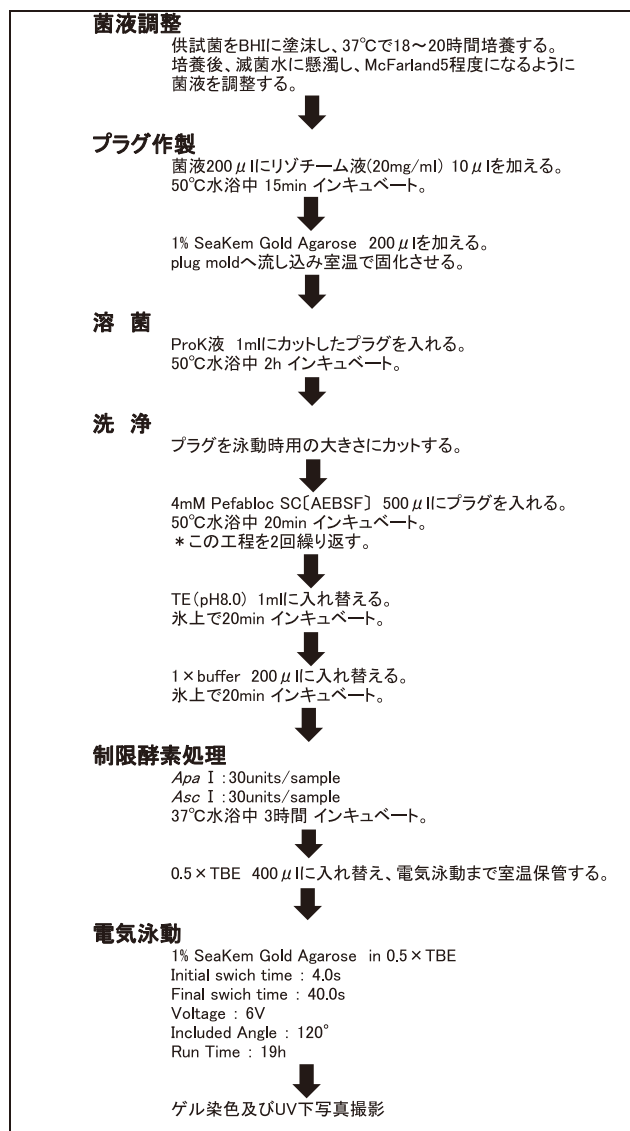 菌液調整
供試菌をBHIに塗沫し、37℃で18～20時間培養する。
培養後、滅菌水に懸濁し、McFarland5程度になるように
菌液を調整する。
プラグ作製
菌液200μlにリゾチーム液(20mg/ml) 10μlを加える。
50℃水浴中 15min インキュベート。
1% SeaKem Gold Agarose 200μlを加える。
plug moldへ流し込み室温で固化させる。
溶 菌
ProK液 1mlにカットしたプラグを入れる。
50℃水浴中 2h インキュベート。
洗 浄
プラグを泳動時用の大きさにカットする。
4mM Pefabloc SC〔AEBSF〕 500μlにプラグを入れる。
50℃水浴中 20min インキュベート。
＊この工程を2回繰り返す。
TE(pH8.0) 1mlに入れ替える。
氷上で20min インキュベート。
1×buffer 200μlに入れ替える。
氷上で20min インキュベート。
制限酵素処理
Apa Ⅰ:30units/sample
Asc Ⅰ:30units/sample
37℃水浴中 3時間 インキュベート。
0.5×TBE 400μlに入れ替え、電気泳動まで室温保管する。
電気泳動
1% SeaKem Gold Agarose in 0.5×TBE
Initial swich time : 4.0s
Final swich time : 40.0s
Voltage : 6V
Included Angle : 120°
Run Time : 19h
ゲル染色及びUV下写真撮影